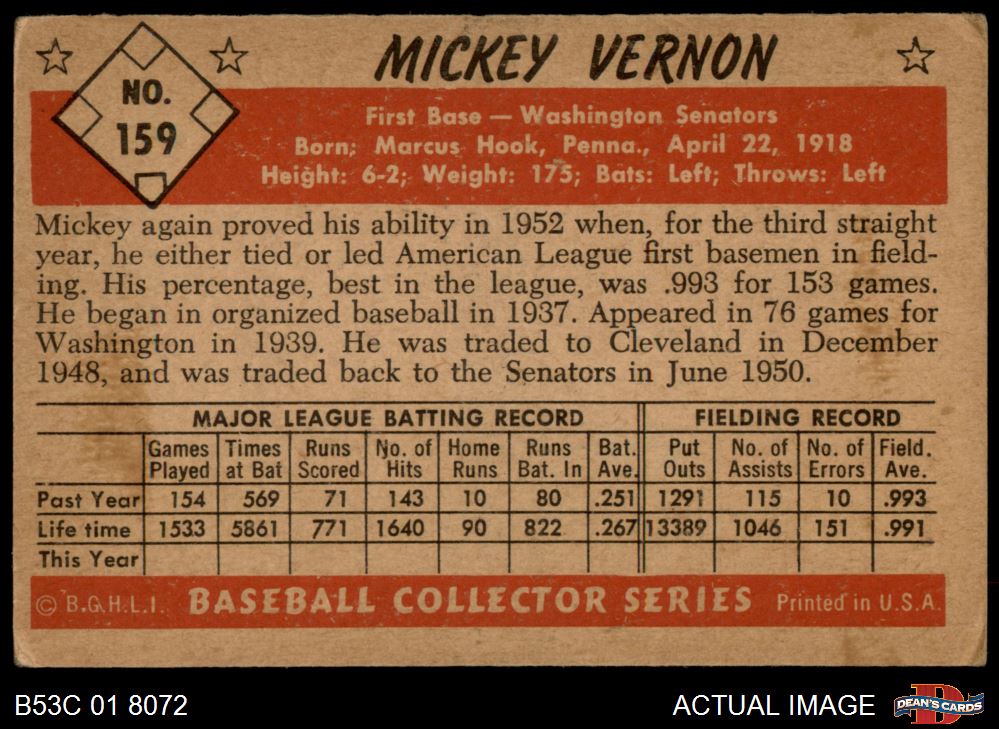 MICKEY VERNON
NO.
159
First Base — Washington Senators
Born; Marcus Hook, Penna., April 22, 1918
Height: 6-2; Weight: 175; Bats: Left; Throws: Left
Mickey again proved his ability in 1952 when, for the third straight
year, he either tied or led American League first basemen in field-
ing. His percentage, best in the league, was .993 for 153 games.
He began in organized baseball in 1937. Appeared in 76 games for
Washington in 1939. He was traded to Cleveland in December
1948, and was traded back to the Senators in June 1950.
MAJOR LEAGUE BATTING RECORD FIELDING RECORD
Games Times Runs No. of Home Runs Bat. Put No. of No. of Field.
Played at Bat Scored Hits Runs Bat. In Ave. Outs Assists Errors Ave.
Past Year 154 569 71 143 10 80 .251 1291 115 10 .993
Life time 1533 5861 771 1640 90 822 .267 13389 1046 151 .991
This Year
© B.G.H.L.I. BASEBALL COLLECTOR SERIES Printed in U.S.A.
B53C 01 8072 ACTUAL IMAGE DEAN'S CARDS